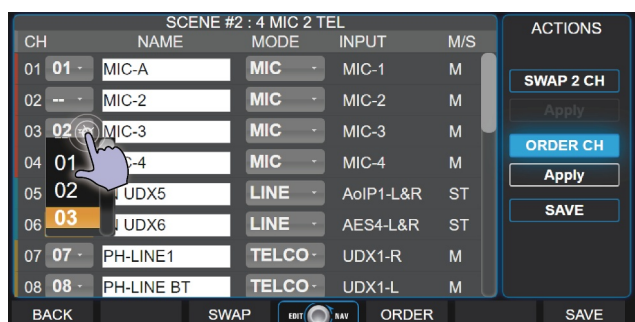 SCENE #2 : 4 MIC 2 TEL
CH NAME MODE INPUT M/S
01 01 MIC-A MIC MIC-1 M
02 -- MIC-2 MIC MIC-2 M
03 02 MIC-3 MIC MIC-3 M
04 01 -4 MIC MIC-4 M
05 02 UDX5 LINE AoIP1-L&R ST
06 03 UDX6 LINE AES4-L&R ST
07 07 PH-LINE1 TELCO UDX1-R M
08 08 PH-LINE BT TELCO UDX1-L M
ACTIONS
SWAP 2 CH
Apply
ORDER CH
Apply
SAVE
BACK SWAP EDIT NAV ORDER SAVE